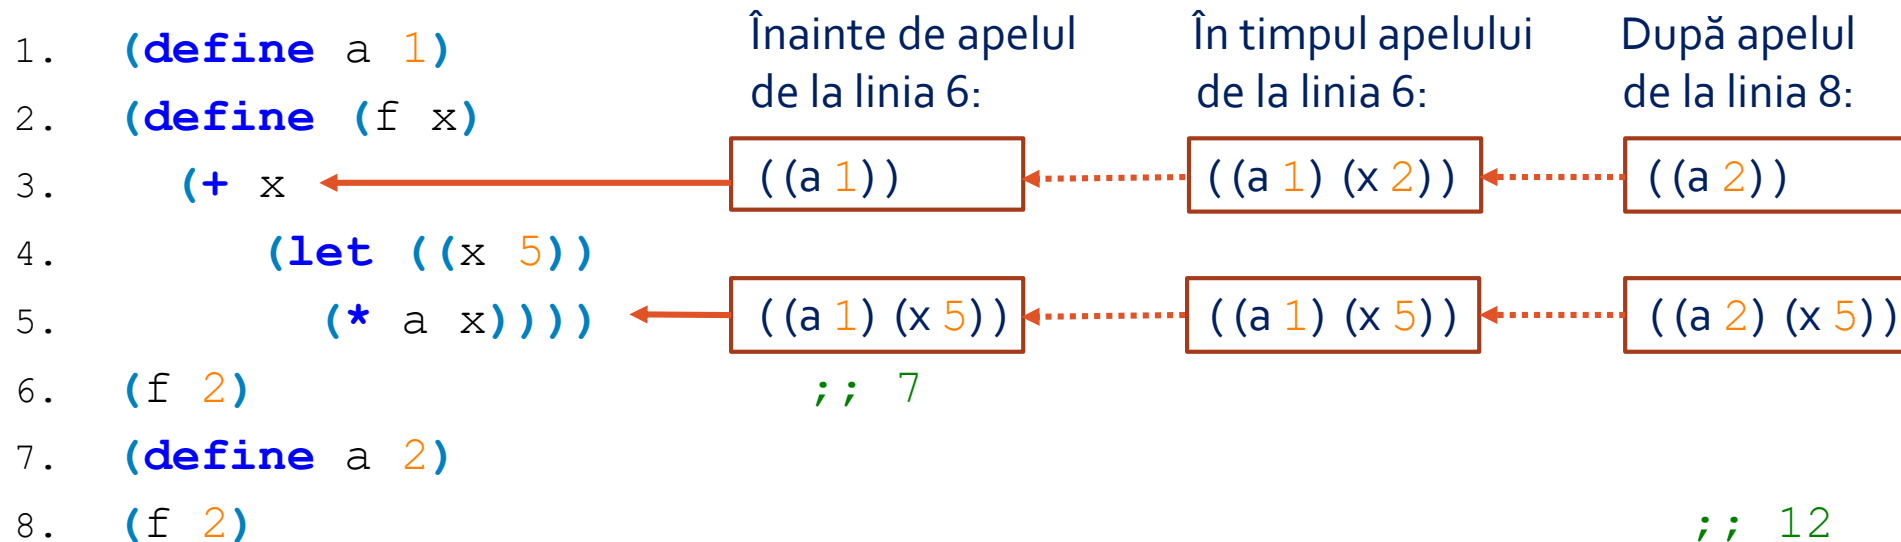 1. (define a 1)
2. (define (f x)
3. (+ x
4. (let ((x 5))
5. (* a x))))
6. (f 2) ;; 7
7. (define a 2)
8. (f 2) ;; 12
Înainte de apelul
de la linia 6:
((a 1))
((a 1) (x 5))
În timpul apelului
de la linia 6:
((a 1) (x 2))
((a 1) (x 5))
După apelul
de la linia 8:
((a 2))
((a 2) (x 5))